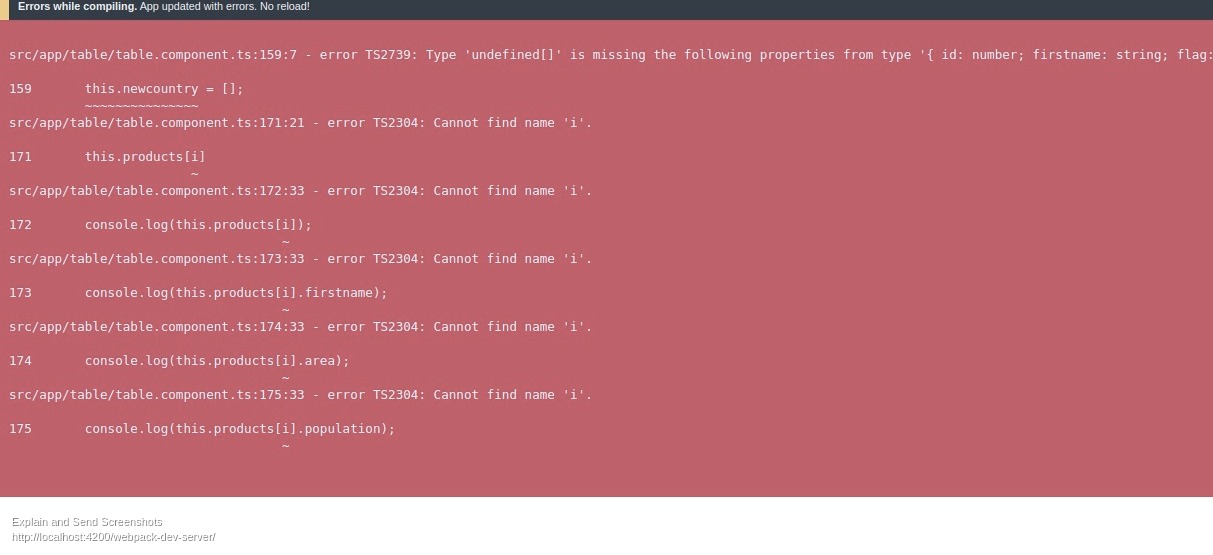 Errors while compiling. App updated with errors. No reload!
src/app/table/table.component.ts:159:7 - error TS2739: Type 'undefined[]' is missing the following properties from type '{ id: number; firstname: string; flag:
159       this.newcountry = [];
          ~~~~~~~~~~~~~~~
src/app/table/table.component.ts:171:21 - error TS2304: Cannot find name 'i'.
171       this.products[i]
                        ~
src/app/table/table.component.ts:172:33 - error TS2304: Cannot find name 'i'.
172       console.log(this.products[i]);
                                    ~
src/app/table/table.component.ts:173:33 - error TS2304: Cannot find name 'i'.
173       console.log(this.products[i].firstname);
                                    ~
src/app/table/table.component.ts:174:33 - error TS2304: Cannot find name 'i'.
174       console.log(this.products[i].area);
                                    ~
src/app/table/table.component.ts:175:33 - error TS2304: Cannot find name 'i'.
175       console.log(this.products[i].population);
                                    ~
Explain and Send Screenshots
http://localhost:4200/webpack-dev-server/